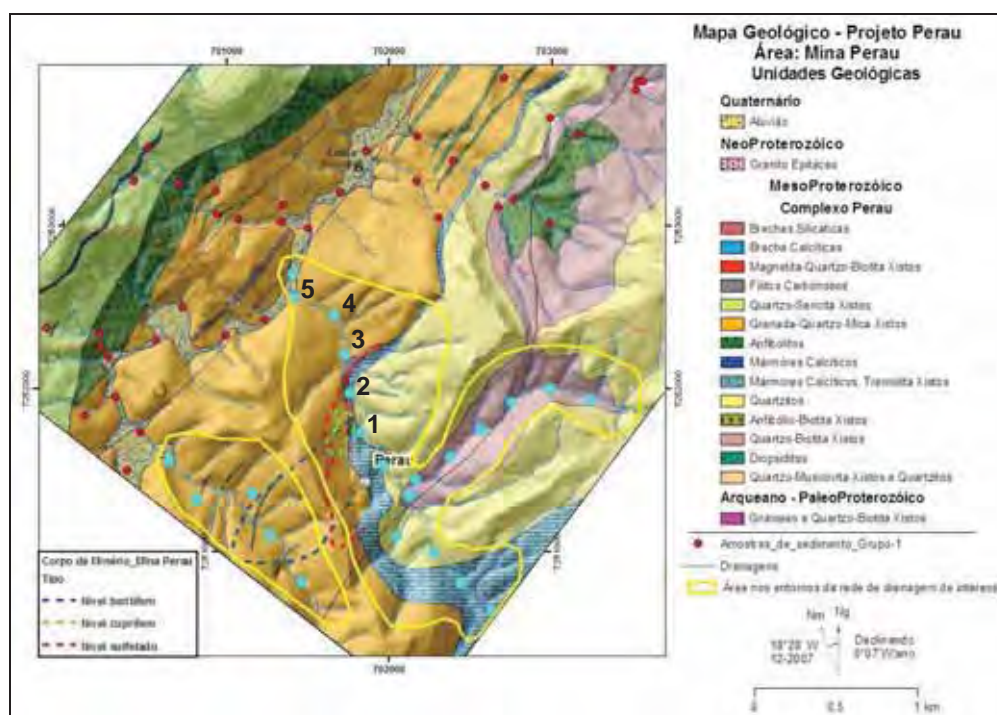 Mapa Geológico - Projeto Perau
Área: Mina Perau
Unidades Geológicas
Quaternário
Aluvião
NeoProterozóico
Granito Epitácio
MesoProterozóico
Complexo Perau
Brechas Silicáticas
Brecha Calcíticas
Magnetita-Quartzo-Biotita Xistos
Filitos Carbonosos
Quartzo-Sericita Xistos
Granada-Quartzo-Mica Xistos
Anfibolitos
Mármores Calcíticos
Mármores Calcíticos, Tremolita Xistos
Quartzitos
Anfibólio-Biotita Xistos
Quartzo-Biotita Xistos
Diopsiditos
Quartzo-Muscovita Xistos e Quartzitos
Arqueano - PaleoProterozóico
Gnaisses e Quartzo-Biotita Xistos
Amostras_de_sedimento_Grupo-1
Drenagens
Área nos entornos da rede de drenagem de interesse
Nm Ng
12-2007
Declinando
0 0.5 1 km
702000 703000
5
4
3
2
1
Perau
Corpo de Minério_Mina Perau
Tipo
Nível baritífero
Nível cuprífero
Nível sulfetado
702000